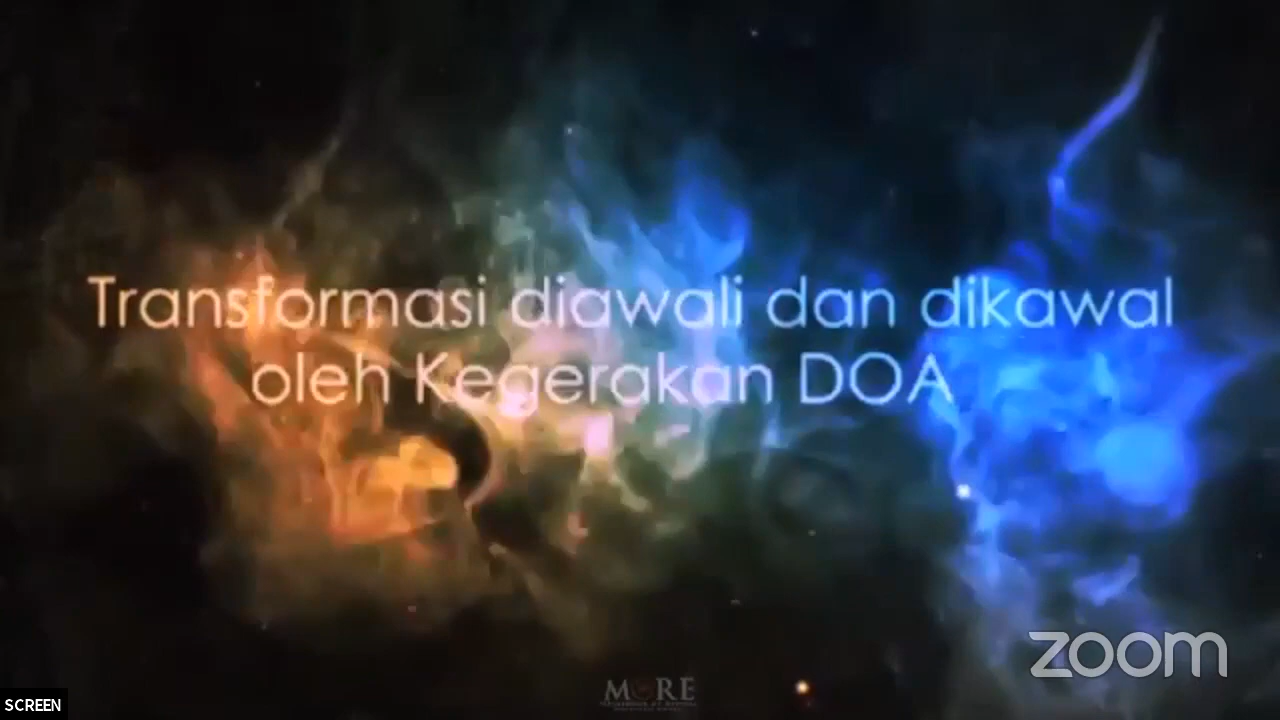 Transformasi diawali dan dikawal
oleh Kegerakan DOA
zoom
MORE
SCREEN